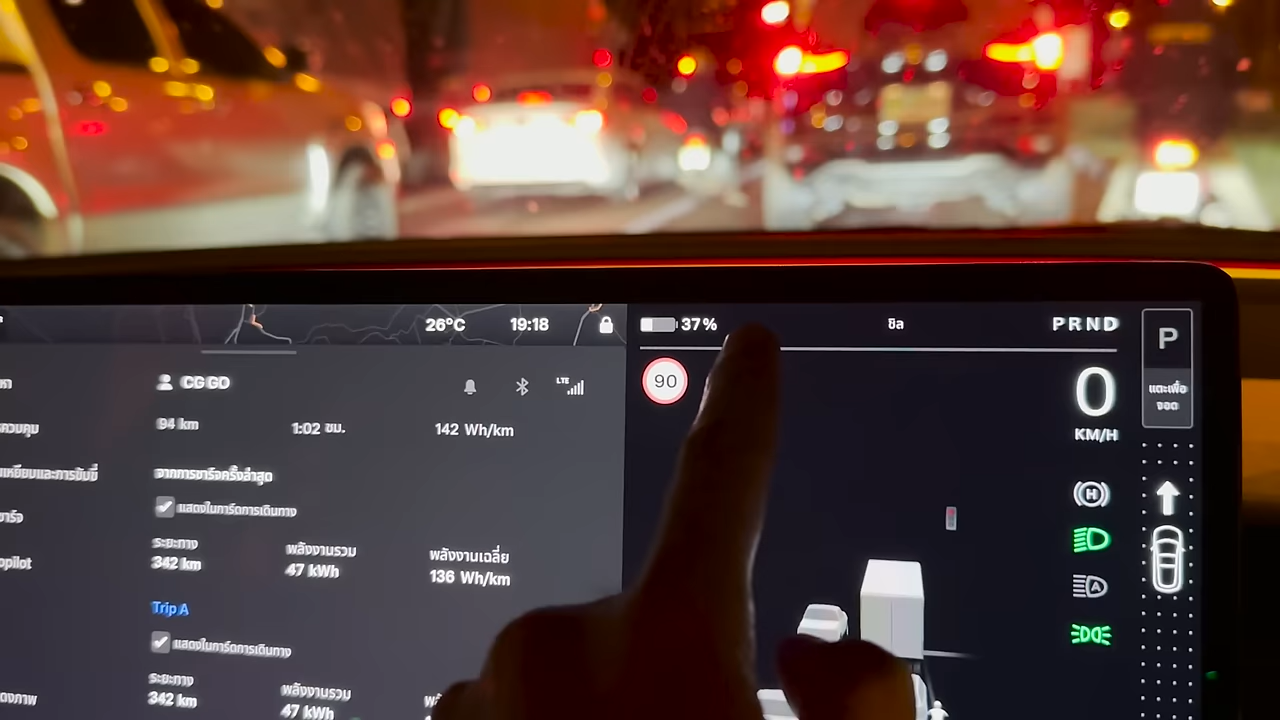 26°C 19:18 37% ชิล PRND P
90
CG GO LTE 0
แตะเพื่อ
จอด
94 km 1:02 ชม. 142 Wh/km KM/H
จากการชาร์จครั้งล่าสุด
แสดงในการ์ดการเดินทาง
ระยะทาง พลังงานรวม พลังงานเฉลี่ย
342 km 47 kWh 136 Wh/km
Trip A
แสดงในการ์ดการเดินทาง
ระยะทาง พลังงานรวม
342 km 47 kWh